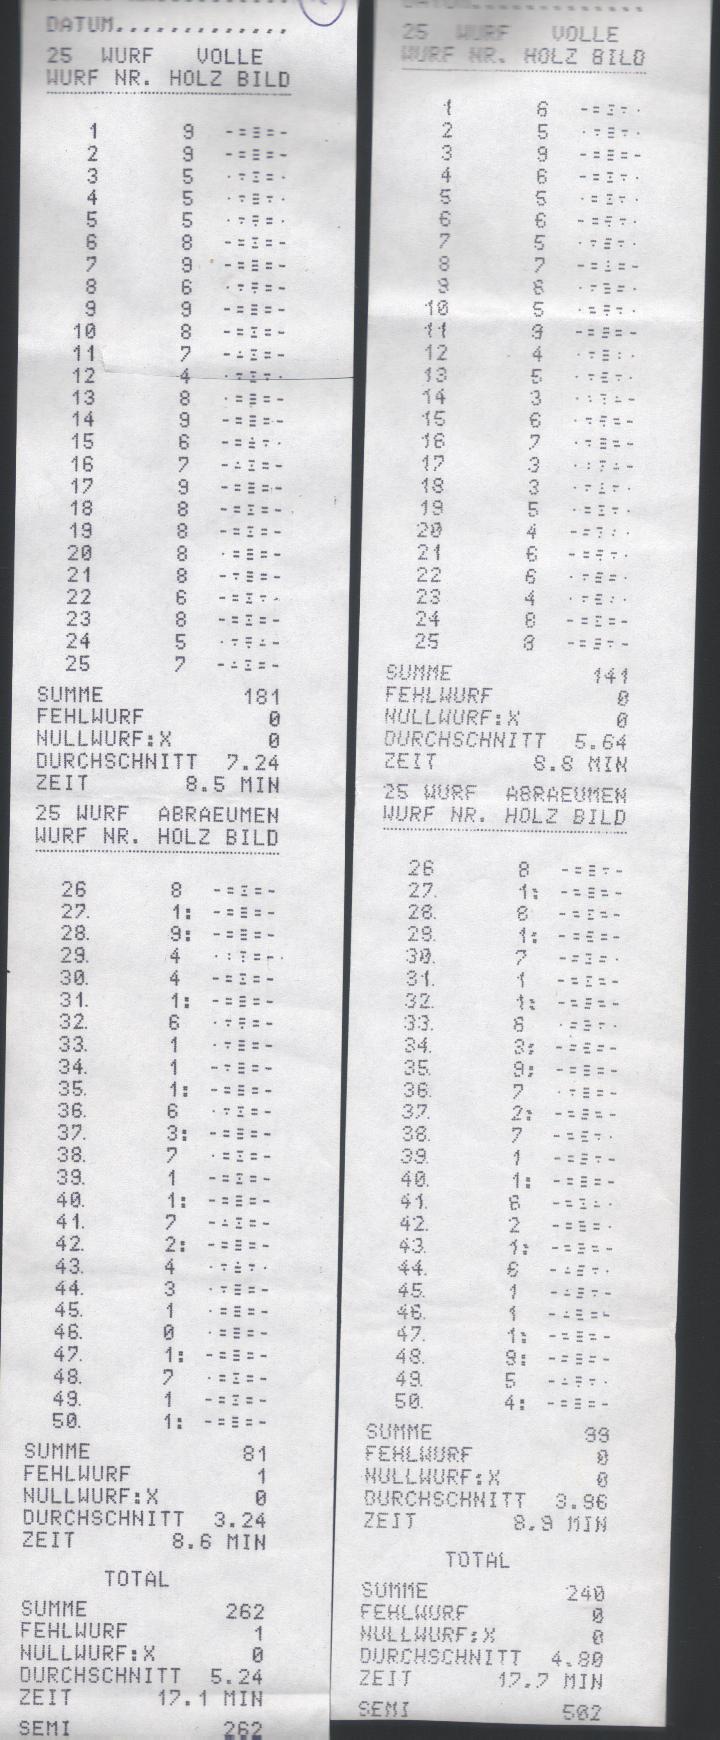 DATUM.............
25 WURF VOLLE
WURF NR. HOLZ BILD
1 9
2 9
3 5
4 5
5 5
6 8
7 9
8 6
9 9
10 8
11 7
12 4
13 8
14 9
15 6
16 7
17 9
18 8
19 8
20 8
21 8
22 6
23 8
24 5
25 7
SUMME 181
FEHLWURF 0
NULLWURF:X 0
DURCHSCHNITT 7.24
ZEIT 8.5 MIN
25 WURF ABRAEUMEN
WURF NR. HOLZ BILD
26 8
27. 1:
28. 9:
29. 4
30. 4
31. 1:
32. 6
33. 1
34. 1
35. 1:
36. 6
37. 3:
38. 7
39. 1
40. 1:
41. 7
42. 2:
43. 4
44. 3
45. 1
46. 0
47. 1:
48. 7
49. 1
50. 1:
SUMME 81
FEHLWURF 1
NULLWURF:X 0
DURCHSCHNITT 3.24
ZEIT 8.6 MIN
TOTAL
SUMME 262
FEHLWURF 1
NULLWURF:X 0
DURCHSCHNITT 5.24
ZEIT 17.1 MIN
SEMI 262
25 WURF VOLLE
WURF NR. HOLZ BILD
1 6
2 5
3 9
4 6
5 5
6 6
7 5
8 7
9 6
10 5
11 9
12 4
13 5
14 3
15 6
16 7
17 3
18 3
19 5
20 4
21 6
22 6
23 4
24 8
25 8
SUMME 141
FEHLWURF 0
NULLWURF:X 0
DURCHSCHNITT 5.64
ZEIT 8.8 MIN
25 WURF ABRAEUMEN
WURF NR. HOLZ BILD
26 8
27. 1:
28. 8
29. 1:
30. 7
31. 1
32. 1:
33. 6
34. 3:
35. 9:
36. 7
37. 2:
38. 7
39. 1
40. 1:
41. 6
42. 2
43. 1:
44. 6
45. 1
46. 1
47. 1:
48. 9:
49. 5
50. 4:
SUMME 99
FEHLWURF 0
NULLWURF:X 0
DURCHSCHNITT 3.96
ZEIT 8.9 MIN
TOTAL
SUMME 240
FEHLWURF 0
NULLWURF:X 0
DURCHSCHNITT 4.80
ZEIT 17.7 MIN
SEMI 502